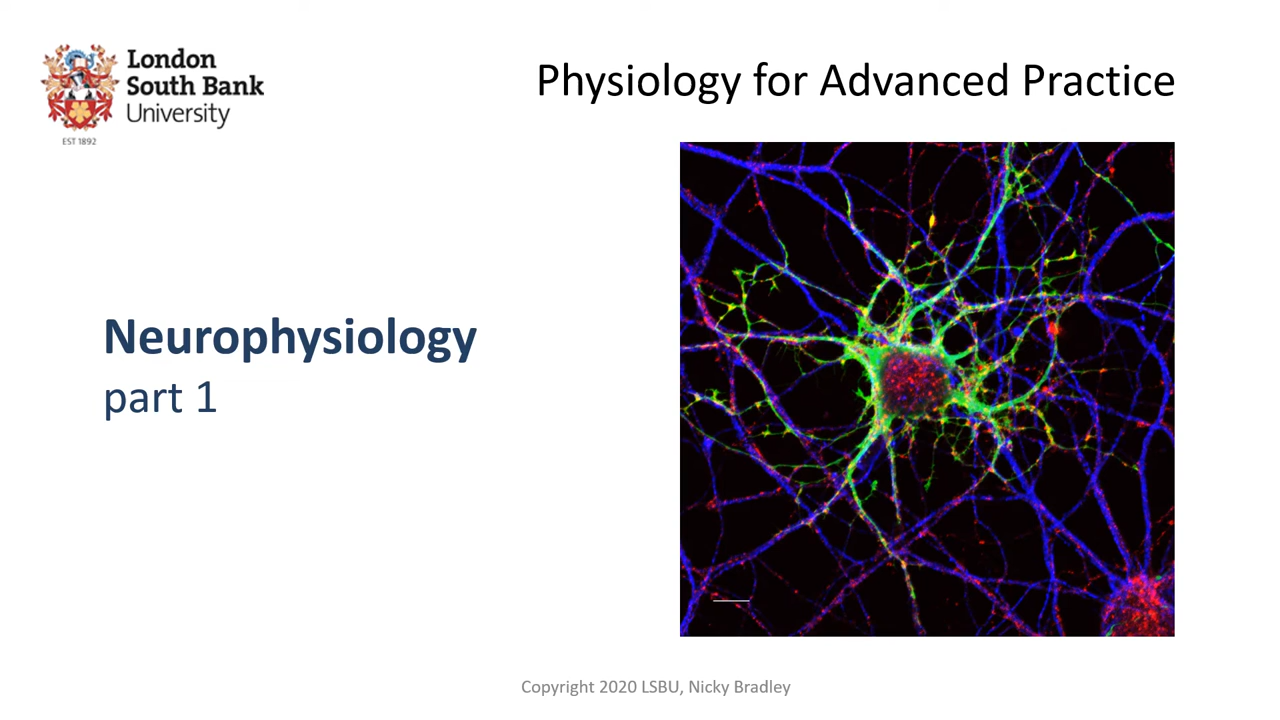 London
South Bank
University
EST 1892
Physiology for Advanced Practice
Neurophysiology
part 1
Copyright 2020 LSBU, Nicky Bradley